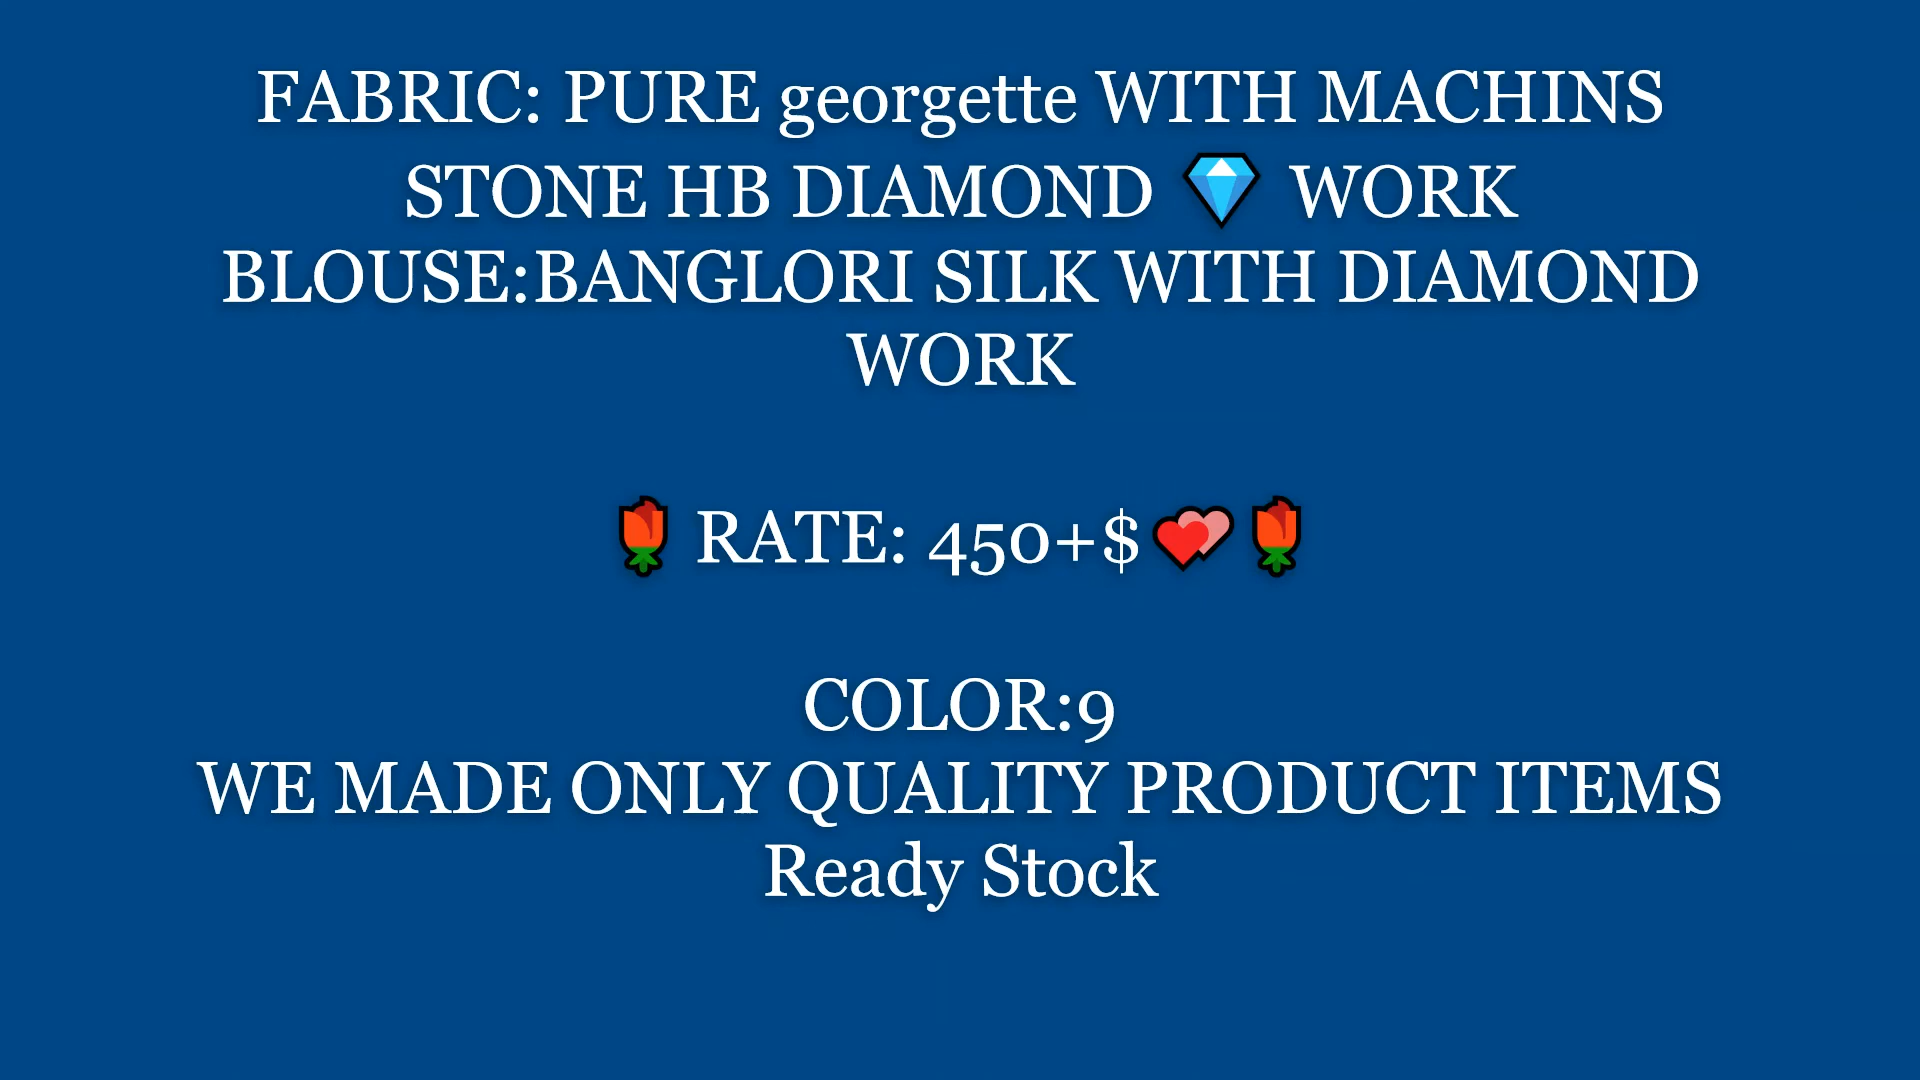 FABRIC: PURE georgette WITH MACHINS
STONE HB DIAMOND 💎 WORK
BLOUSE:BANGLORI SILK WITH DIAMOND
WORK
🌹 RATE: 450+$💕🌹
COLOR:9
WE MADE ONLY QUALITY PRODUCT ITEMS
Ready Stock